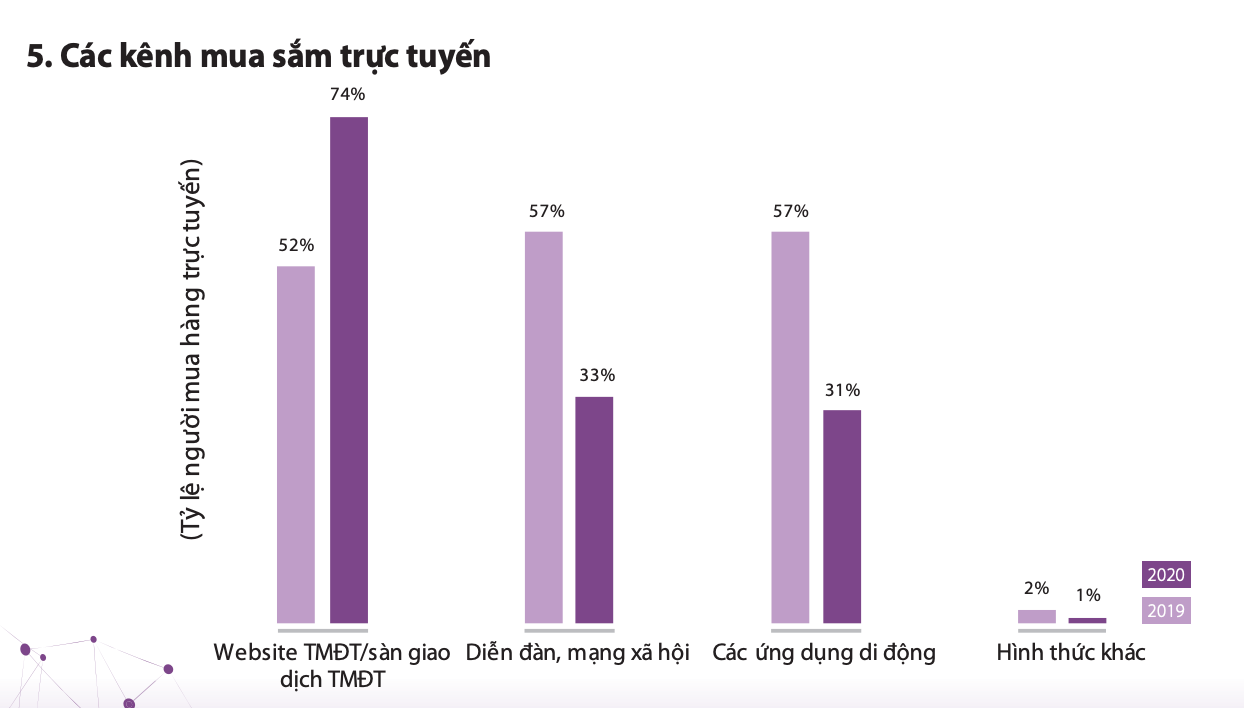 5. Các kênh mua sắm trực tuyến
(Tỷ lệ người mua hàng trực tuyến)
74%
52%
57%
33%
57%
31%
2%
1%
Website TMĐT/sàn giao
dịch TMĐT
Diễn đàn, mạng xã hội
Các ứng dụng di động
Hình thức khác
2020
2019